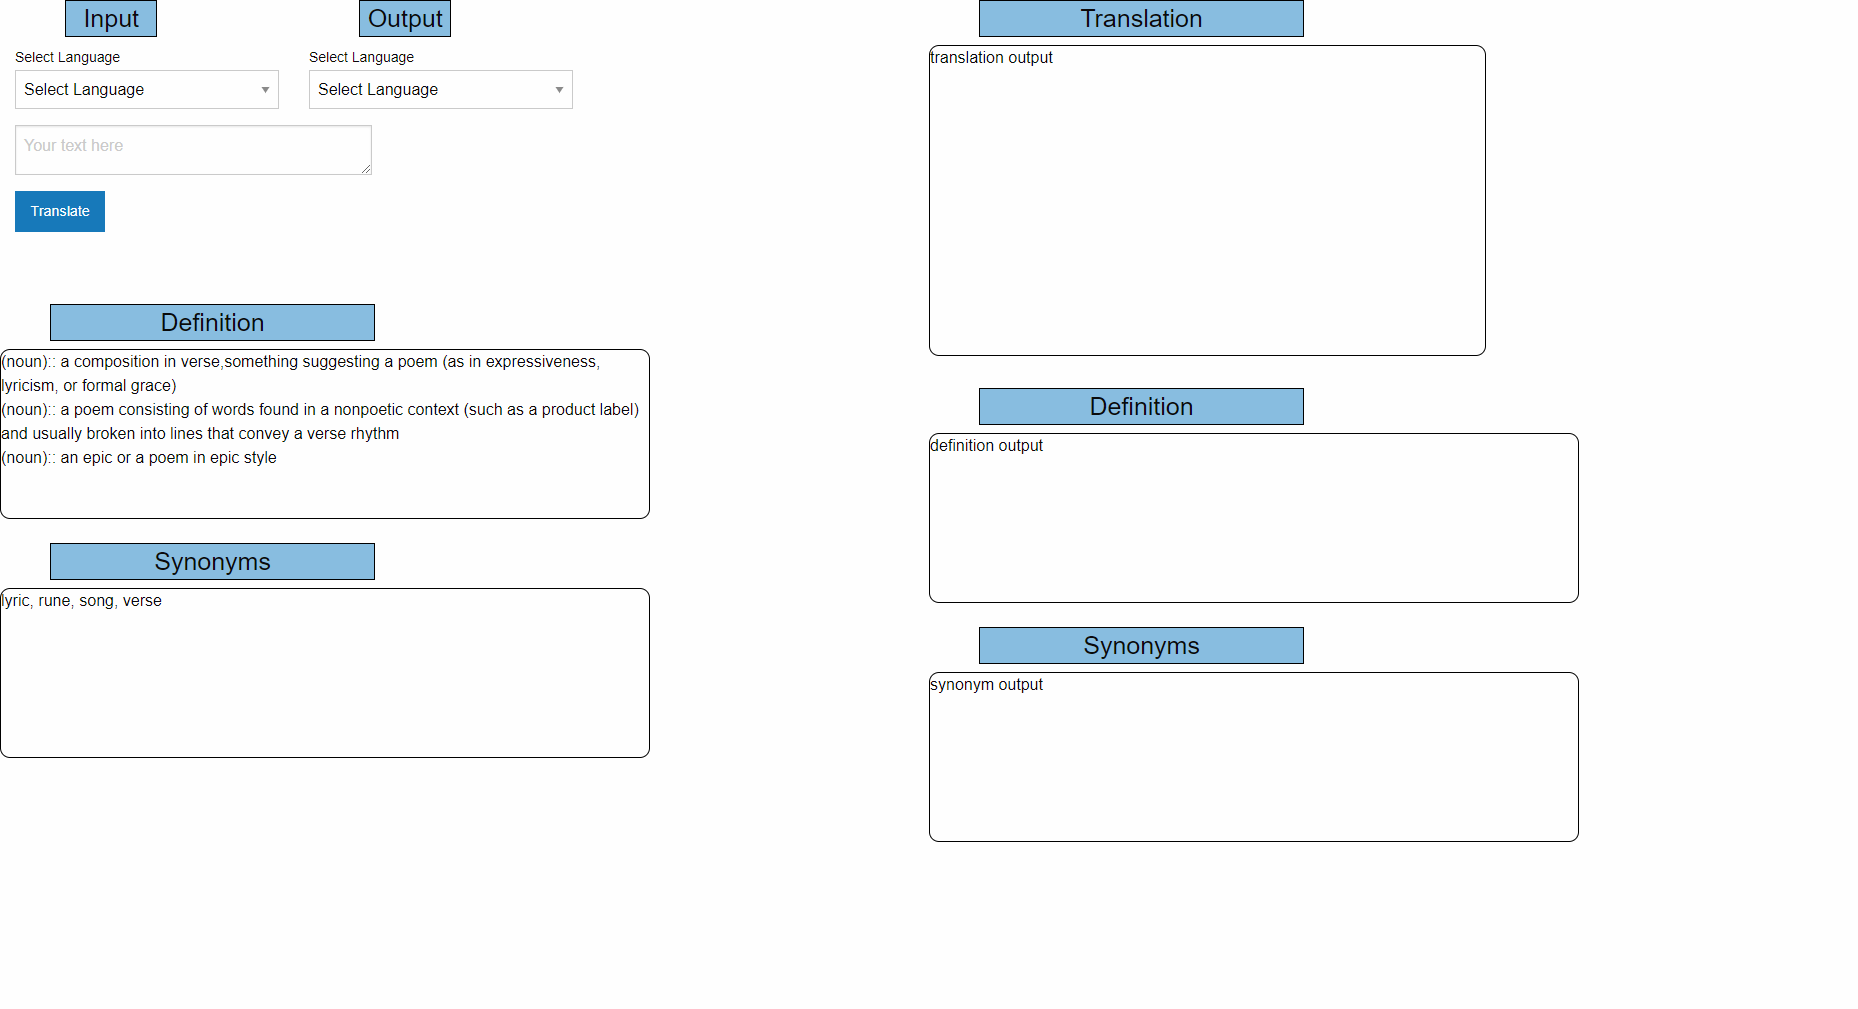 Input
Output
Select Language
Select Language
Select Language
Select Language
Your text here
Translate
Definition
(noun):: a composition in verse,something suggesting a poem (as in expressiveness,
lyricism, or formal grace)
(noun):: a poem consisting of words found in a nonpoetic context (such as a product label)
and usually broken into lines that convey a verse rhythm
(noun):: an epic or a poem in epic style
Synonyms
lyric, rune, song, verse
Translation
translation output
Definition
definition output
Synonyms
synonym output